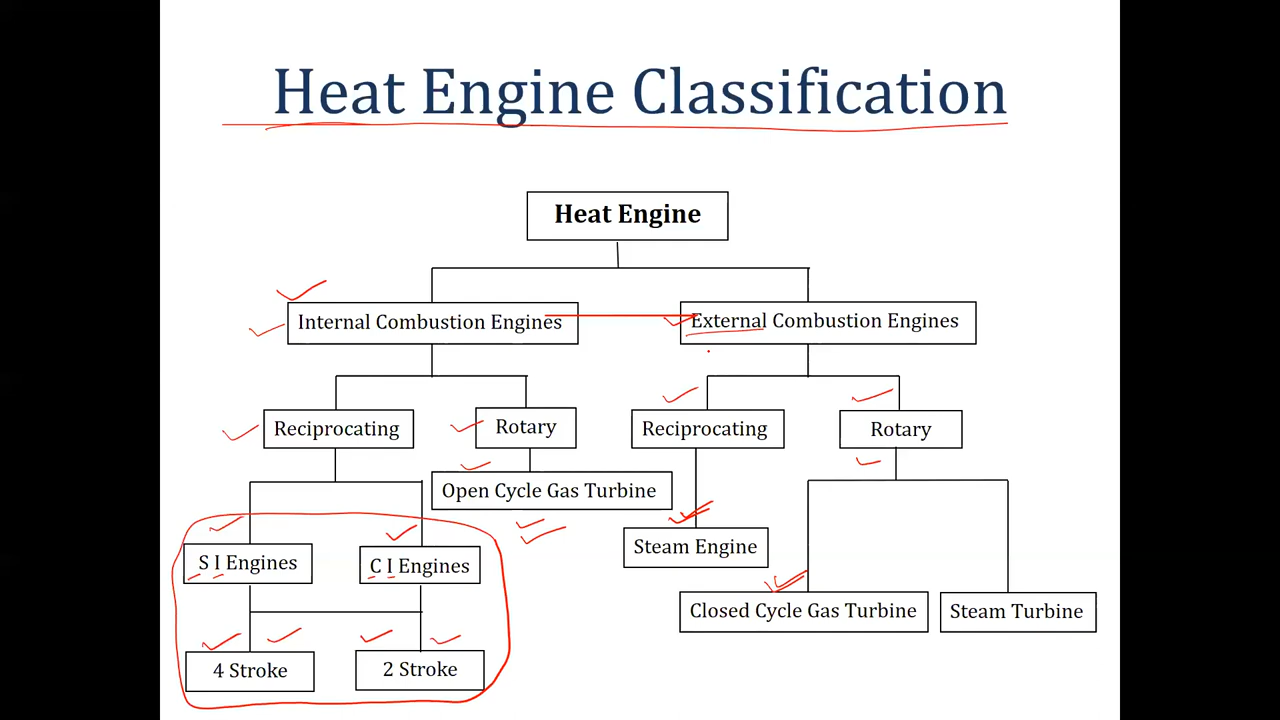 Heat Engine Classification
Heat Engine
Internal Combustion Engines
External Combustion Engines
Reciprocating
Rotary
Reciprocating
Rotary
Open Cycle Gas Turbine
Steam Engine
S I Engines
C I Engines
Closed Cycle Gas Turbine
Steam Turbine
4 Stroke
2 Stroke